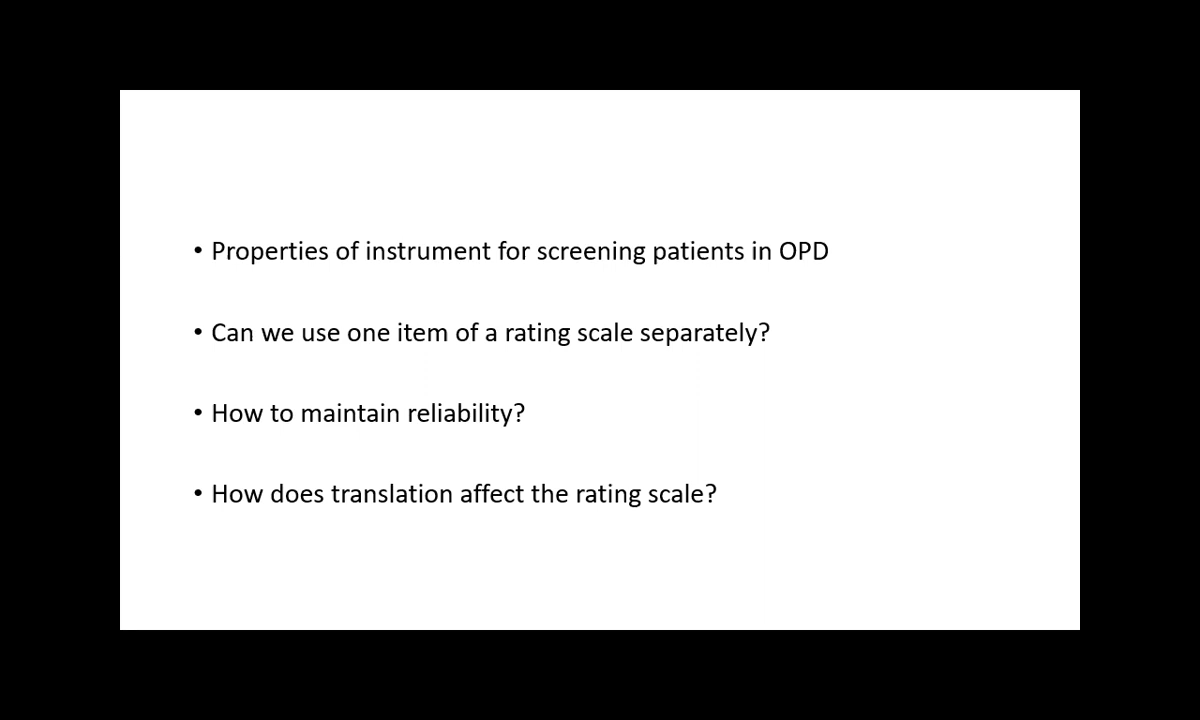 • Properties of instrument for screening patients in OPD
• Can we use one item of a rating scale separately?
• How to maintain reliability?
• How does translation affect the rating scale?